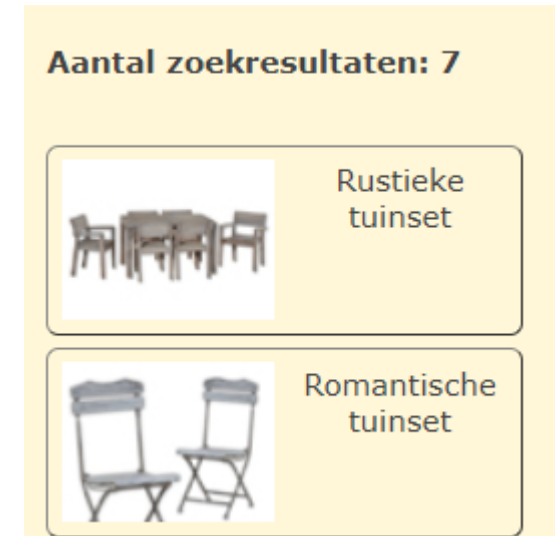 Aantal zoekresultaten: 7
Rustieke
tuinset
Romantische
tuinset